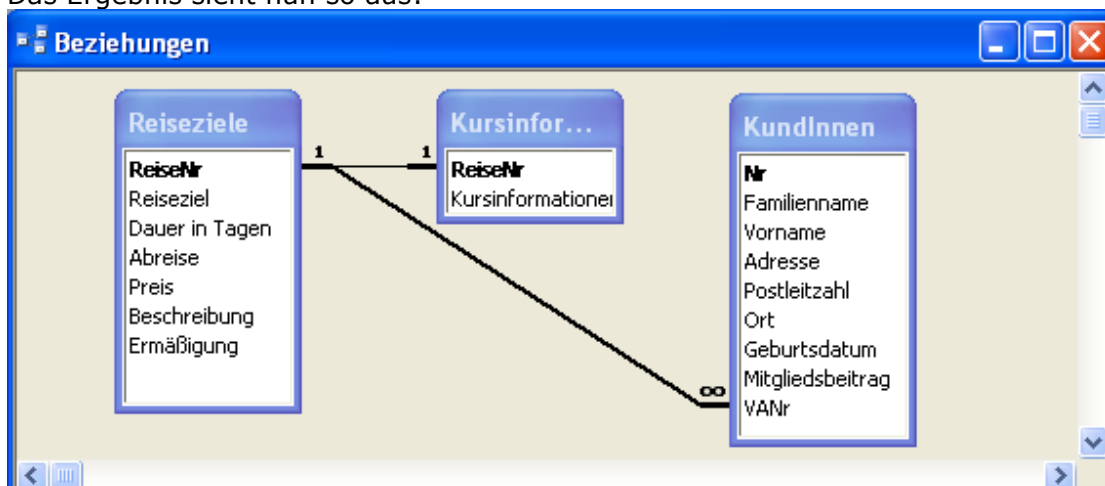 Das Ergebnis sieht nun so aus:
Beziehungen
Reiseziele
ReiseNr
Reiseziel
Dauer in Tagen
Abreise
Preis
Beschreibung
Ermäßigung
1
1
Kursinfor...
ReiseNr
Kursinformationen
KundInnen
Nr
Familienname
Vorname
Adresse
Postleitzahl
Ort
Geburtsdatum
Mitgliedsbeitrag
VANr
∞